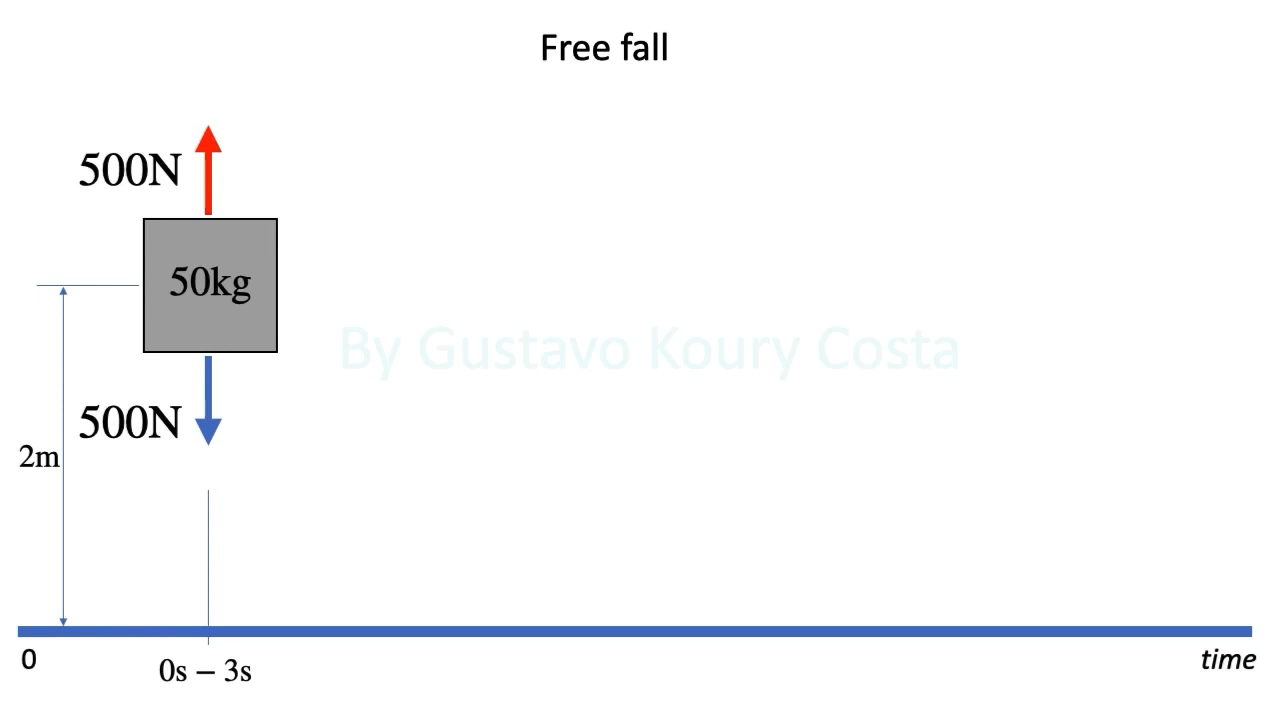 Free fall
500N
50kg
By Gustavo Koury Costa
500N
2m
0
0s – 3s
time